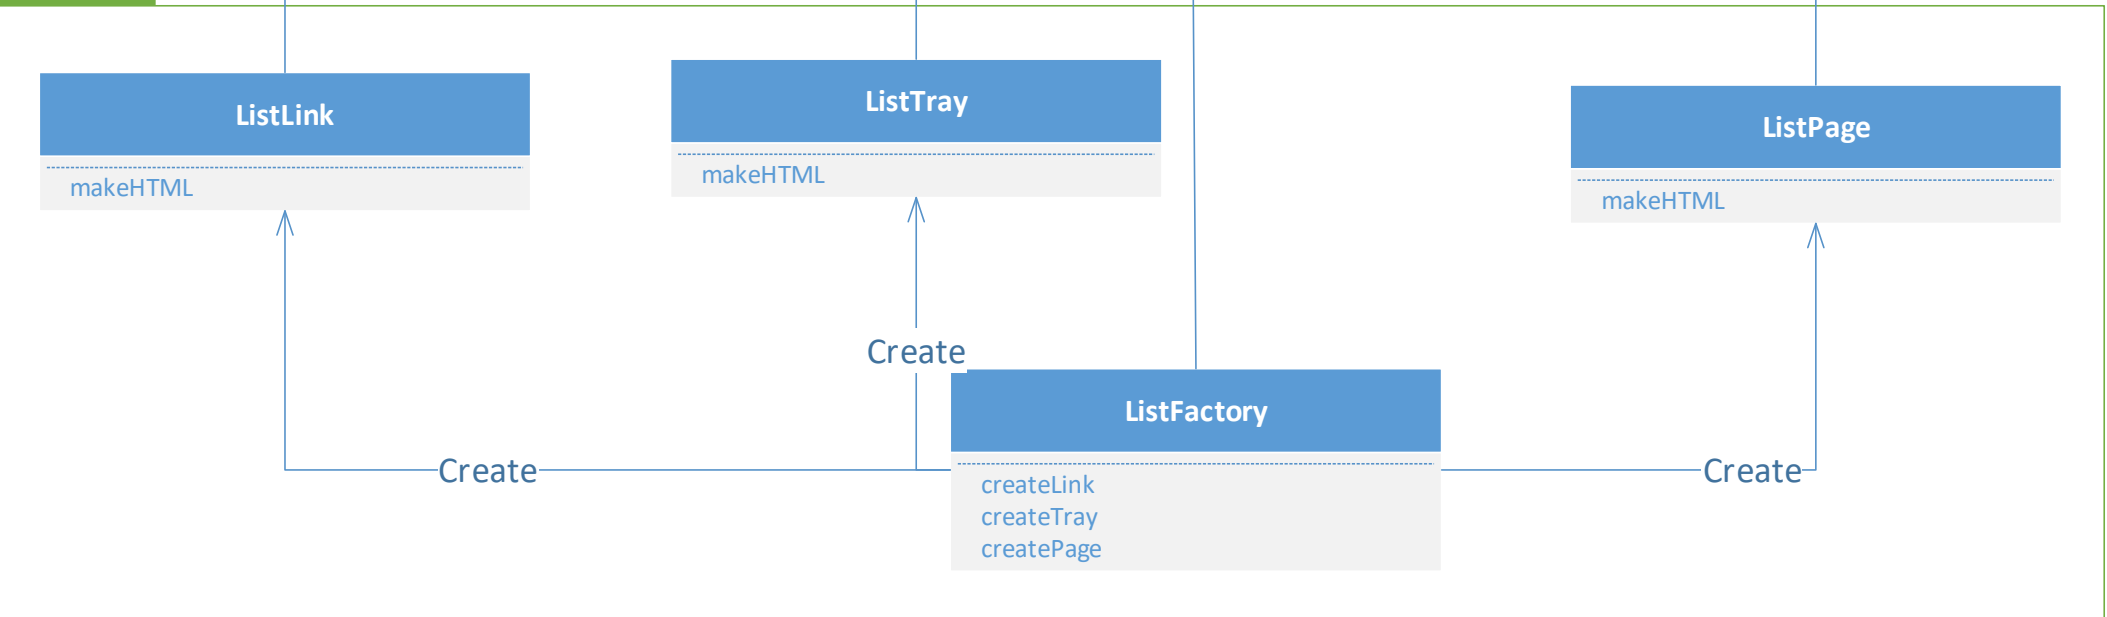 ListLink
makeHTML
ListTray
makeHTML
ListPage
makeHTML
Create
ListFactory
Create
Create
createLink
createTray
createPage